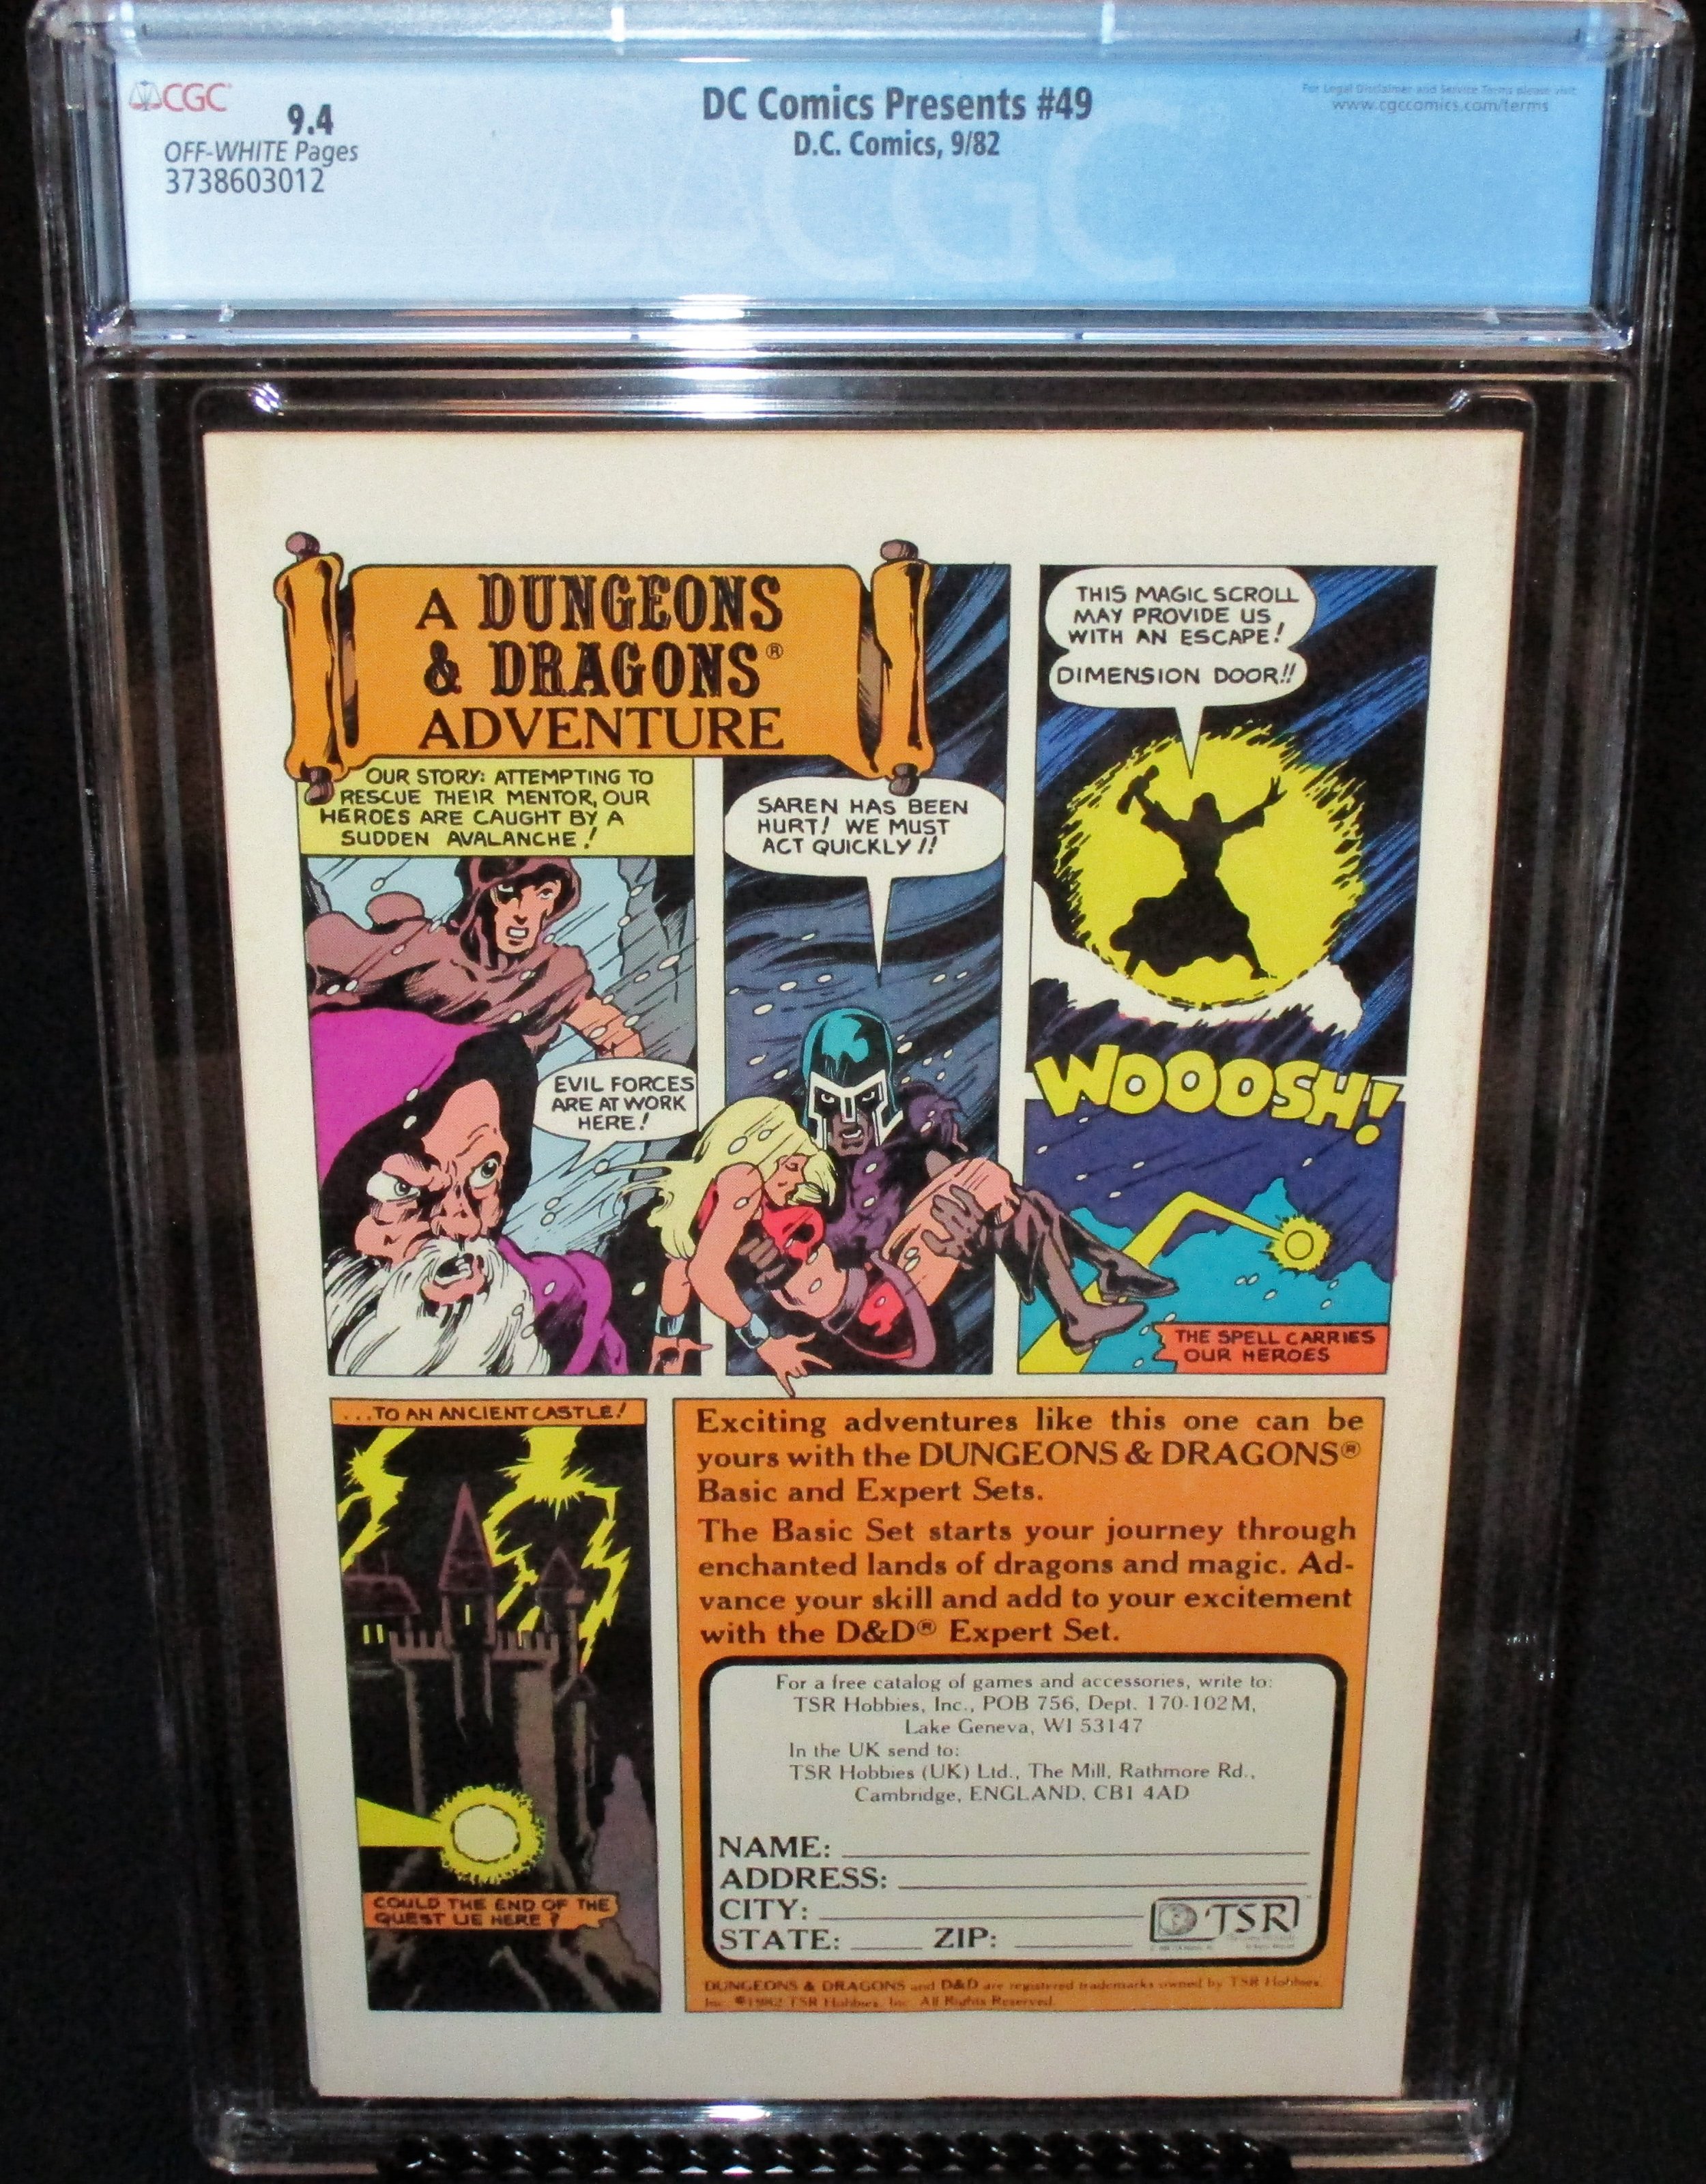 CGC
9.4
OFF-WHITE Pages
3738603012
DC Comics Presents #49
D.C. Comics, 9/82
For Legal Disclaimer and Service Terms please visit
www.cgccomics.com/terms
CGC
A DUNGEONS
& DRAGONS®
ADVENTURE
OUR STORY: ATTEMPTING TO
RESCUE THEIR MENTOR, OUR
HEROES ARE CAUGHT BY A
SUDDEN AVALANCHE!
EVIL FORCES
ARE AT WORK
HERE!
SAREN HAS BEEN
HURT! WE MUST
ACT QUICKLY!!
THIS MAGIC SCROLL
MAY PROVIDE US
WITH AN ESCAPE!
DIMENSION DOOR!!
WOOOSH!
THE SPELL CARRIES
OUR HEROES
...TO AN ANCIENT CASTLE!
COULD THE END OF THE
QUEST LIE HERE?
Exciting adventures like this one can be
yours with the DUNGEONS & DRAGONS®
Basic and Expert Sets.
The Basic Set starts your journey through
enchanted lands of dragons and magic. Ad-
vance your skill and add to your excitement
with the D&D® Expert Set.
For a free catalog of games and accessories, write to:
TSR Hobbies, Inc., POB 756, Dept. 170-102M,
Lake Geneva, WI 53147
In the UK send to:
TSR Hobbies (UK) Ltd., The Mill, Rathmore Rd.,
Cambridge, ENGLAND, CB1 4AD
NAME:
ADDRESS:
CITY:
STATE: ZIP:
TSR
DUNGEONS & DRAGONS and D&D are registered trademarks owned by TSR Hobbies,
Inc. ©1982 TSR Hobbies, Inc. All Rights Reserved.